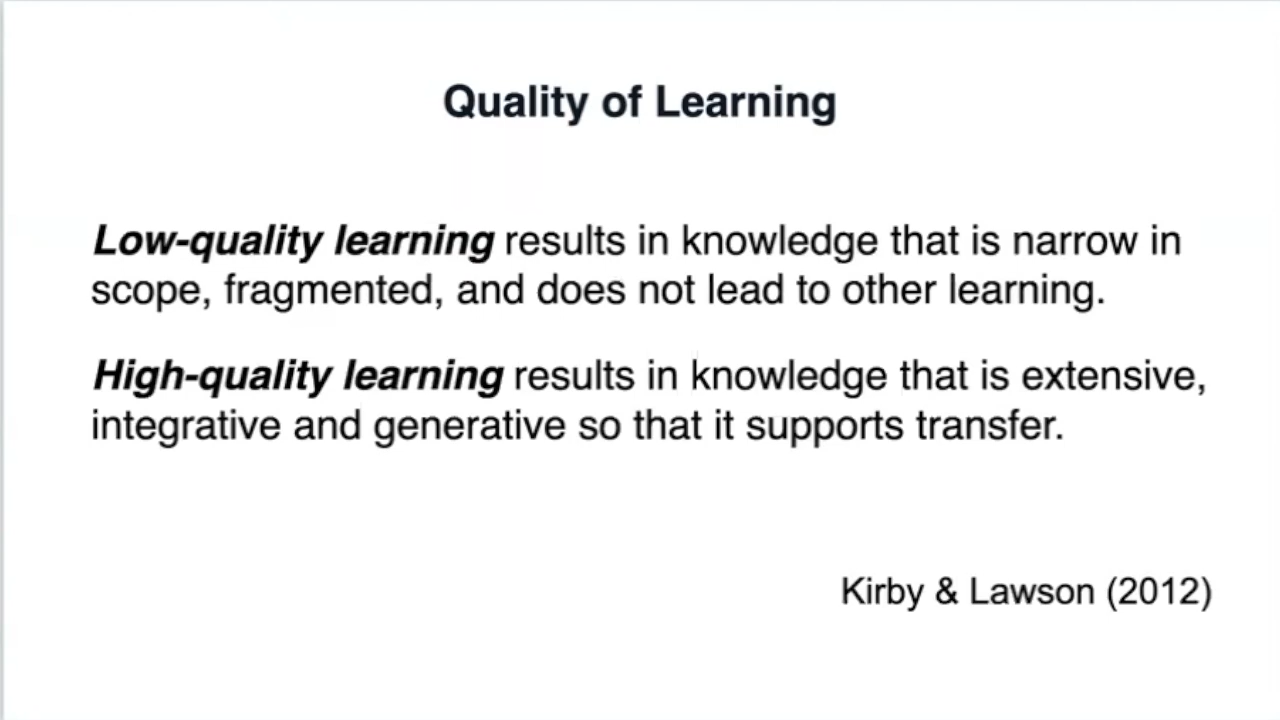 Quality of Learning
Low-quality learning results in knowledge that is narrow in
scope, fragmented, and does not lead to other learning.
High-quality learning results in knowledge that is extensive,
integrative and generative so that it supports transfer.
Kirby & Lawson (2012)